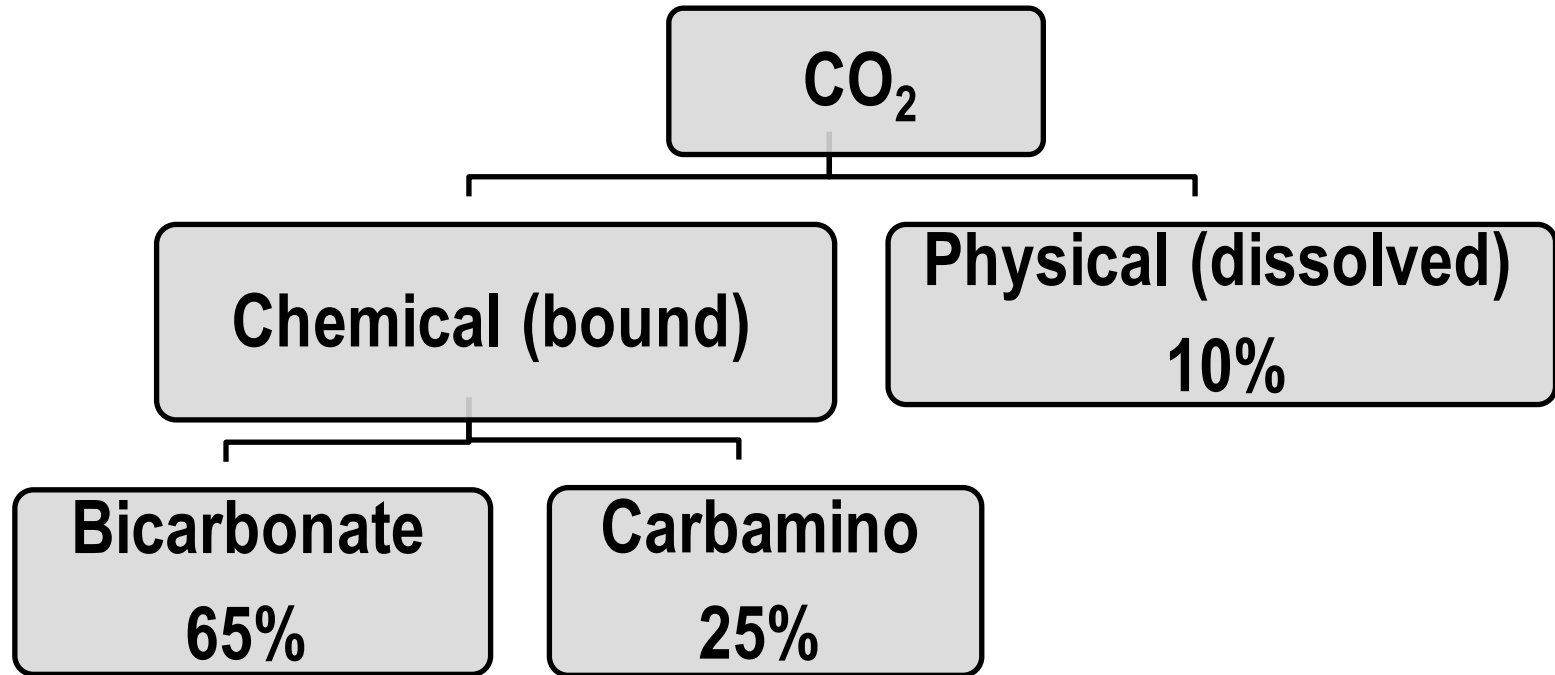 CO₂
Chemical (bound)
Physical (dissolved)
10%
Bicarbonate
65%
Carbamino
25%